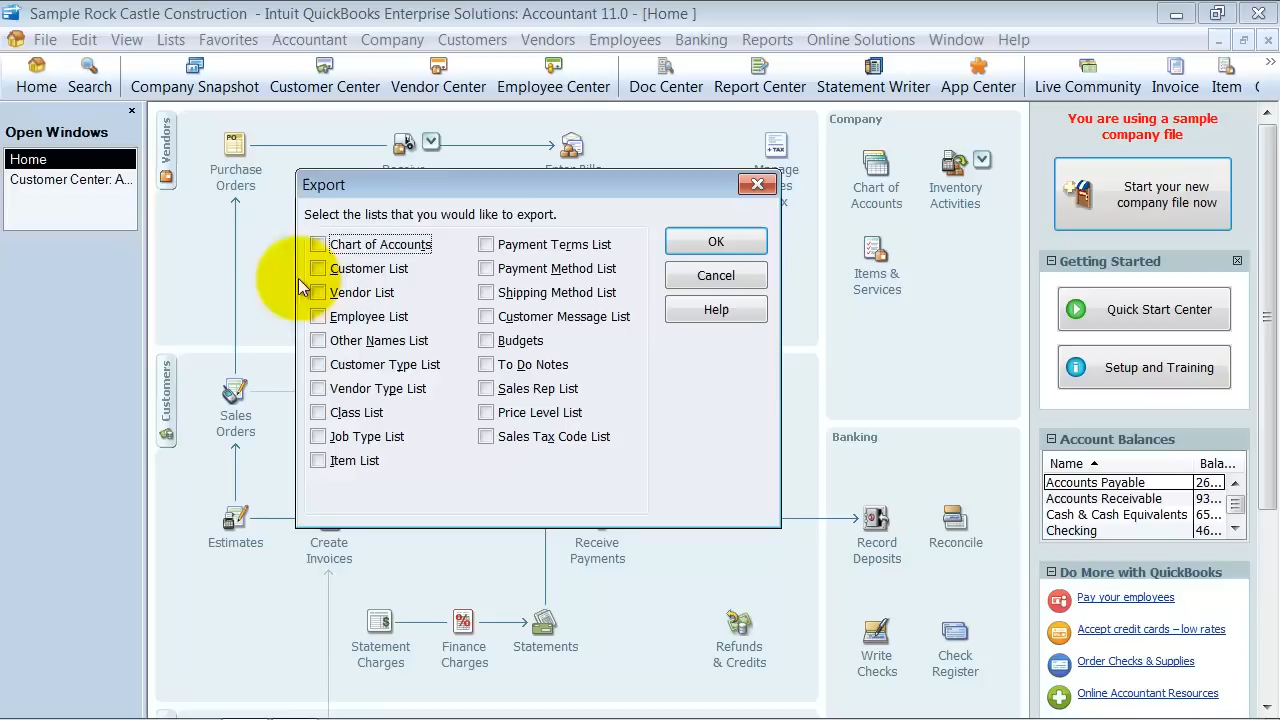 Sample Rock Castle Construction - Intuit QuickBooks Enterprise Solutions: Accountant 11.0 - [Home ]
File Edit View Lists Favorites Accountant Company Customers Vendors Employees Banking Reports Online Solutions Window Help
Home Search Company Snapshot Customer Center Vendor Center Employee Center Doc Center Report Center Statement Writer App Center Live Community Invoice Item
Open Windows
Home
Customer Center: A...
Vendors
PO
Purchase
Orders
Enter Bills
Manage
Customers
Sales
Orders
Estimates
Create
Invoices
Receive
Payments
Statement
Charges
Finance
Charges
Statements
Refunds
& Credits
Export
Select the lists that you would like to export.
Chart of Accounts
Customer List
Vendor List
Employee List
Other Names List
Customer Type List
Vendor Type List
Class List
Job Type List
Item List
Payment Terms List
Payment Method List
Shipping Method List
Customer Message List
Budgets
To Do Notes
Sales Rep List
Price Level List
Sales Tax Code List
OK
Cancel
Help
Company
Chart of
Accounts
Inventory
Activities
Items &
Services
Banking
Record
Deposits
Reconcile
Write
Checks
Check
Register
You are using a sample
company file
Start your new
company file now
Getting Started
Quick Start Center
Setup and Training
Account Balances
Name Bala...
Accounts Payable 26...
Accounts Receivable 93...
Cash & Cash Equivalents 65...
Checking 46...
Do More with QuickBooks
Pay your employees
Accept credit cards – low rates
Order Checks & Supplies
Online Accountant Resources